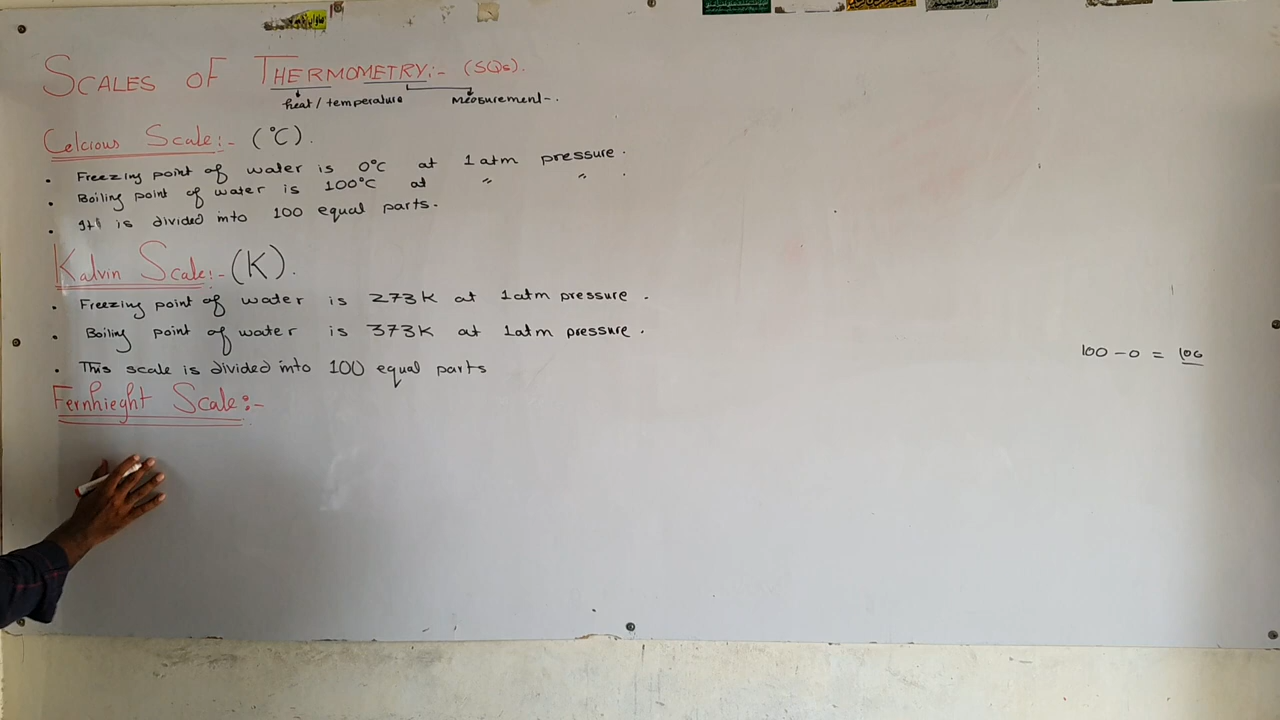 SCALES OF THERMOMETRY:- (SQs).
heat / temperature measurement-.
Celcious Scale:- (°C).
• Freezing point of water is 0°C at 1 atm pressure.
• Boiling point of water is 100°C at " " .
• It is divided into 100 equal parts.
Kalvin Scale:- (K).
• Freezing point of water is 273K at 1atm pressure .
• Boiling point of water is 373K at 1atm pressure .
• This scale is divided into 100 equal parts
100 - 0 = 100
Fernhieght Scale:-